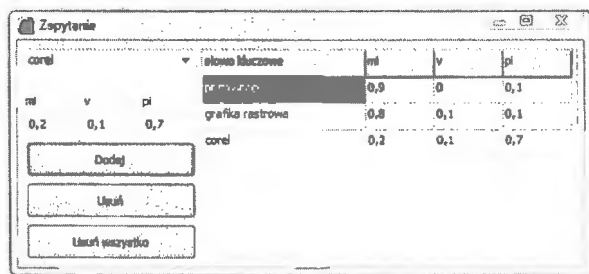 Zapytanie
corel
słowo kluczowe mi v pi
0,9 0 0,1
grafika rastrowa 0,8 0,1 0,1
corel 0,2 0,1 0,7
mi v pi
0,2 0,1 0,7
Dodaj
Usuń
Usuń wszystko